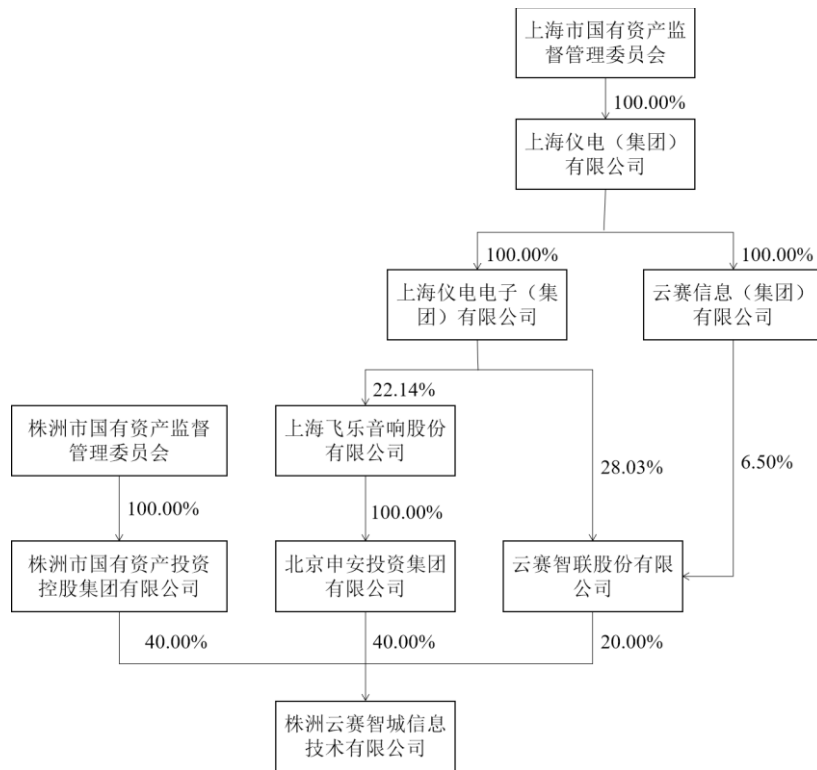 上海市国有资产监
督管理委员会
100.00%
上海仪电（集团）
有限公司
100.00%
100.00%
上海仪电电子（集
团）有限公司
云赛信息（集团）
有限公司
22.14%
株洲市国有资产监督
管理委员会
上海飞乐音响股份
有限公司
28.03%
6.50%
100.00%
100.00%
株洲市国有资产投资
控股集团有限公司
北京申安投资集团
有限公司
云赛智联股份有限
公司
40.00%
40.00%
20.00%
株洲云赛智城信息
技术有限公司